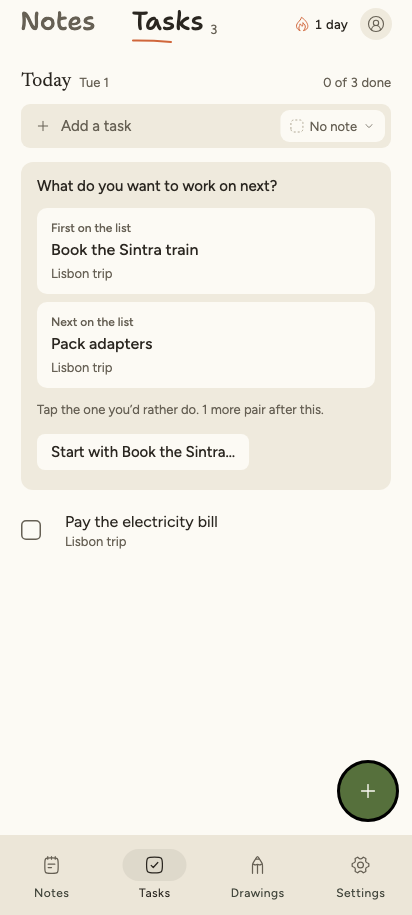 Notes
Tasks 3
1 day
Today Tue 1
0 of 3 done
Add a task
No note
What do you want to work on next?
First on the list
Book the Sintra train
Lisbon trip
Next on the list
Pack adapters
Lisbon trip
Tap the one you’d rather do. 1 more pair after this.
Start with Book the Sintra...
Pay the electricity bill
Lisbon trip
Notes
Tasks
Drawings
Settings